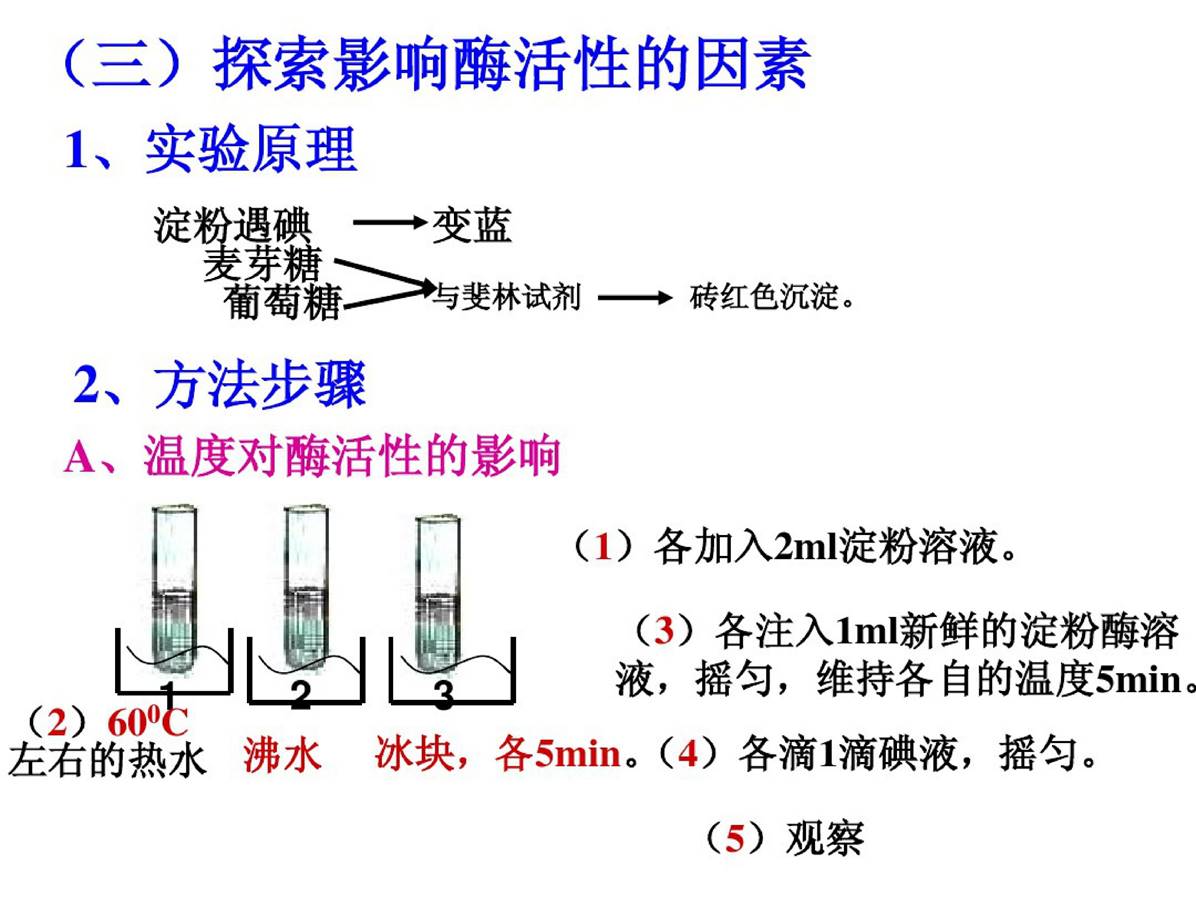 （三）探索影响酶活性的因素
1、实验原理
淀粉遇碘 变蓝
麦芽糖
葡萄糖 与斐林试剂 砖红色沉淀。
2、方法步骤
A、温度对酶活性的影响
（1）各加入2ml淀粉溶液。
（3）各注入1ml新鲜的淀粉酶溶
液，摇匀，维持各自的温度5min。
1 2 3
（2）60⁰C
左右的热水 沸水 冰块，各5min。（4）各滴1滴碘液，摇匀。
（5）观察